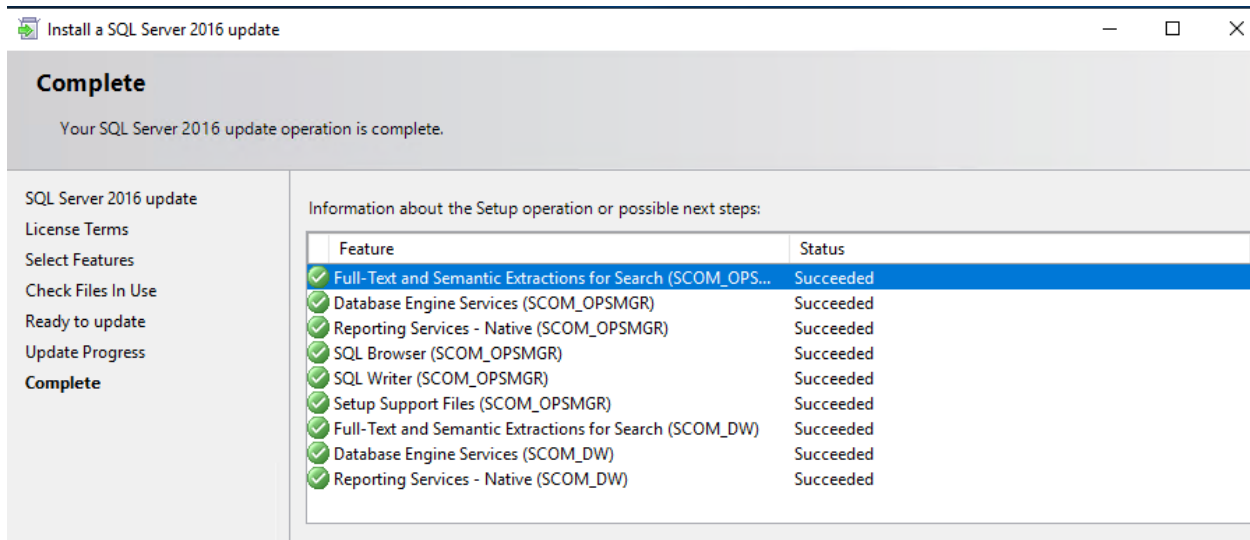 Install a SQL Server 2016 update
Complete
Your SQL Server 2016 update operation is complete.
SQL Server 2016 update
License Terms
Select Features
Check Files In Use
Ready to update
Update Progress
Complete
Information about the Setup operation or possible next steps:
Feature Status
Full-Text and Semantic Extractions for Search (SCOM_OPS... Succeeded
Database Engine Services (SCOM_OPSMGR) Succeeded
Reporting Services - Native (SCOM_OPSMGR) Succeeded
SQL Browser (SCOM_OPSMGR) Succeeded
SQL Writer (SCOM_OPSMGR) Succeeded
Setup Support Files (SCOM_OPSMGR) Succeeded
Full-Text and Semantic Extractions for Search (SCOM_DW) Succeeded
Database Engine Services (SCOM_DW) Succeeded
Reporting Services - Native (SCOM_DW) Succeeded